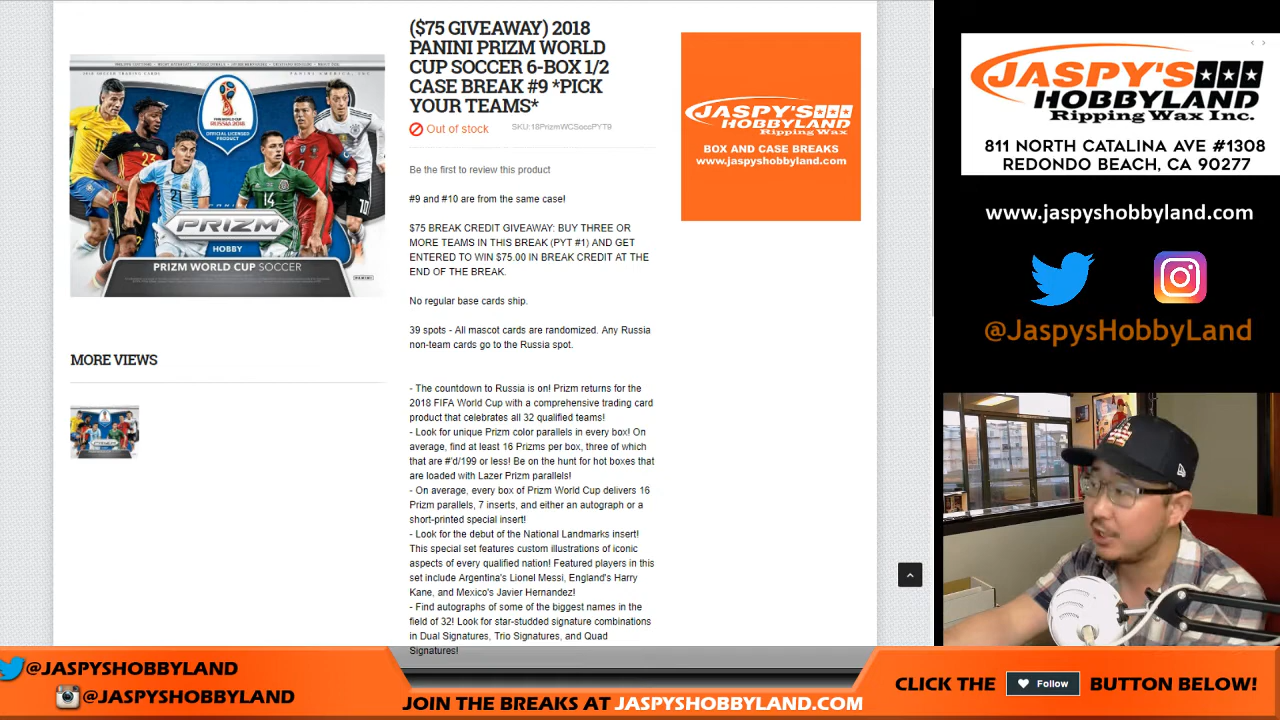 ($75 GIVEAWAY) 2018
PANINI PRIZM WORLD
CUP SOCCER 6-BOX 1/2
CASE BREAK #9 *PICK
YOUR TEAMS*
Out of stock
SKU:18PrizmWCSoccPYT9
Be the first to review this product
#9 and #10 are from the same case!
$75 BREAK CREDIT GIVEAWAY: BUY THREE OR
MORE TEAMS IN THIS BREAK (PYT #1) AND GET
ENTERED TO WIN $75.00 IN BREAK CREDIT AT THE
END OF THE BREAK.
No regular base cards ship.
39 spots - All mascot cards are randomized. Any Russia
non-team cards go to the Russia spot.
- The countdown to Russia is on! Prizm returns for the
2018 FIFA World Cup with a comprehensive trading card
product that celebrates all 32 qualified teams!
- Look for unique Prizm color parallels in every box! On
average, find at least 16 Prizms per box, three of which
that are #'d/199 or less! Be on the hunt for hot boxes that
are loaded with Lazer Prizm parallels!
- On average, every box of Prizm World Cup delivers 16
Prizm parallels, 7 inserts, and either an autograph or a
short-printed special insert!
- Look for the debut of the National Landmarks insert!
This special set features custom illustrations of iconic
aspects of every qualified nation! Featured players in this
set include Argentina's Lionel Messi, England's Harry
Kane, and Mexico's Javier Hernandez!
- Find autographs of some of the biggest names in the
field of 32! Look for star-studded signature combinations
in Dual Signatures, Trio Signatures, and Quad
Signatures!
RUSSIA 2018
OFFICIAL LICENSED
PRODUCT
23
21
14
10
PANINI
PRIZM
HOBBY
PRIZM WORLD CUP SOCCER
MORE VIEWS
JASPY'S
HOBBYLAND
Ripping Wax
BOX AND CASE BREAKS
www.jaspyshobbyland.com
JASPY'S
HOBBYLAND
Ripping Wax Inc.
811 NORTH CATALINA AVE #1308
REDONDO BEACH, CA 90277
www.jaspyshobbyland.com
@JaspysHobbyLand
@JASPYSHOBBYLAND
@JASPYSHOBBYLAND
JOIN THE BREAKS AT JASPYSHOBBYLAND.COM
CLICK THE Follow BUTTON BELOW!